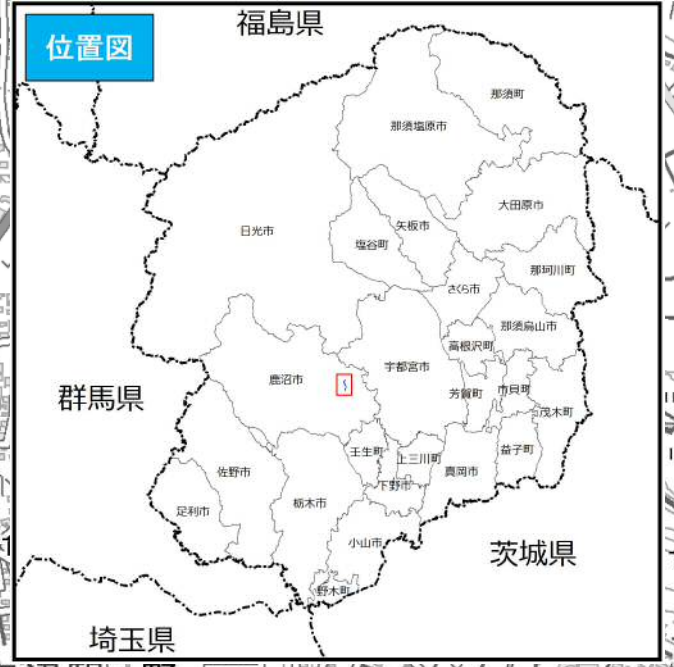 福島県
位置図
那須町
那須塩原市
大田原市
日光市
矢板市
塩谷町
那珂川町
さくら市
那須烏山市
高根沢町
宇都宮市
鹿沼市
群馬県
芳賀町
市貝町
茂木町
壬生町
上三川町
益子町
佐野市
真岡市
下野市
栃木市
足利市
小山市
茨城県
野木町
埼玉県